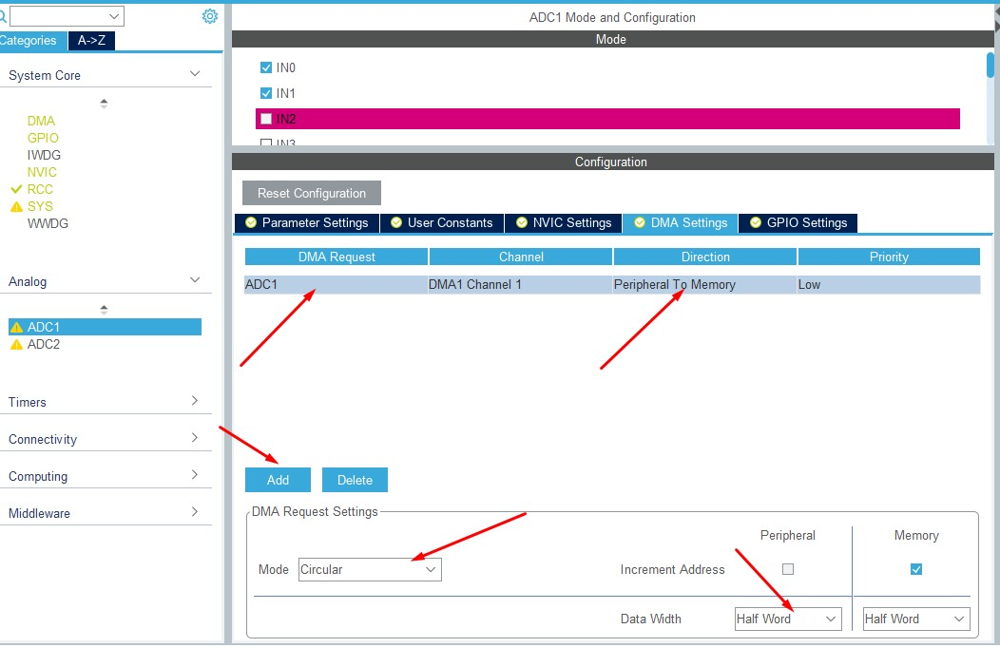 ADC1 Mode and Configuration
Categories
A->Z
Mode
System Core
DMA
GPIO
IWDG
NVIC
RCC
SYS
WWDG
Analog
ADC1
ADC2
Timers
Connectivity
Computing
Middleware
IN0
IN1
IN2
IN3
Configuration
Reset Configuration
Parameter Settings
User Constants
NVIC Settings
DMA Settings
GPIO Settings
DMA Request
Channel
Direction
Priority
ADC1
DMA1 Channel 1
Peripheral To Memory
Low
Add
Delete
DMA Request Settings
Peripheral
Memory
Mode
Circular
Increment Address
Data Width
Half Word
Half Word